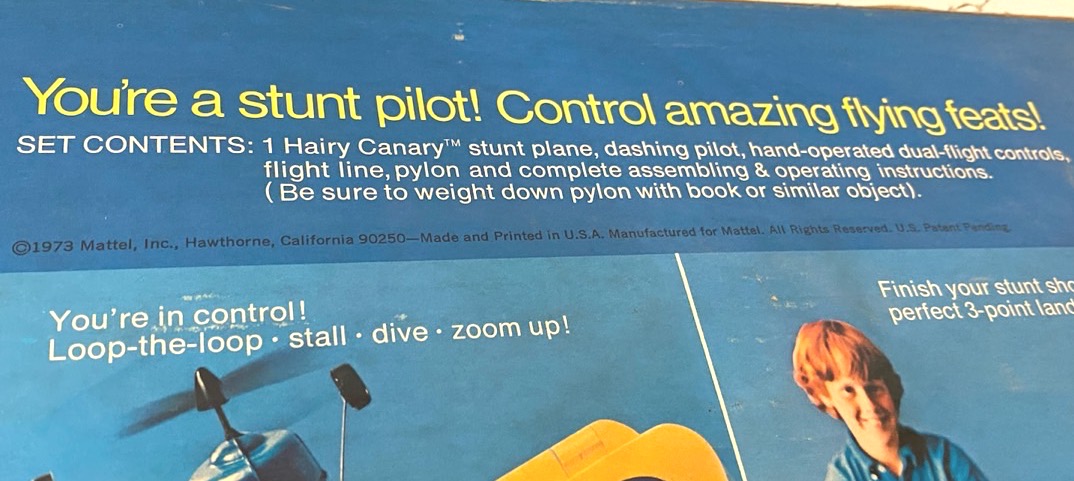 You're a stunt pilot! Control amazing flying feats!
SET CONTENTS: 1 Hairy Canary™ stunt plane, dashing pilot, hand-operated dual-flight controls,
flight line, pylon and complete assembling & operating instructions.
(Be sure to weight down pylon with book or similar object).
©1973 Mattel, Inc., Hawthorne, California 90250—Made and Printed in U.S.A. Manufactured for Mattel. All Rights Reserved. U.S. Patent Pending.
You're in control!
Loop-the-loop • stall • dive • zoom up!
Finish your stunt
perfect 3-point